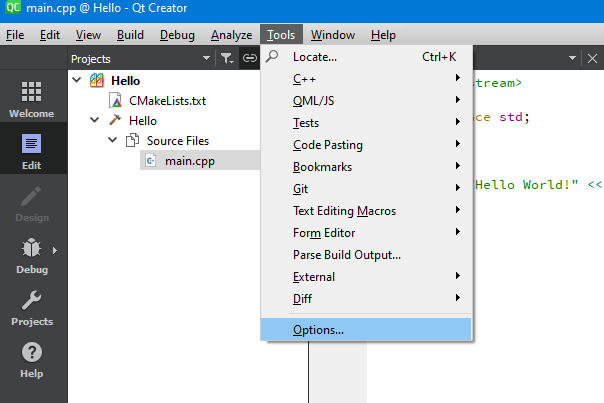 QC main.cpp @ Hello - Qt Creator
File Edit View Build Debug Analyze Tools Window Help
Projects
Locate... Ctrl+K
Hello
stream>
C++
CMakeLists.txt
QML/JS
Welcome
Hello
Tests
ce std;
Source Files
Code Pasting
main.cpp
Bookmarks
Edit
Git
Hello World!" <<
Design
Text Editing Macros
Form Editor
Parse Build Output...
Debug
External
Diff
Projects
Options...
Help